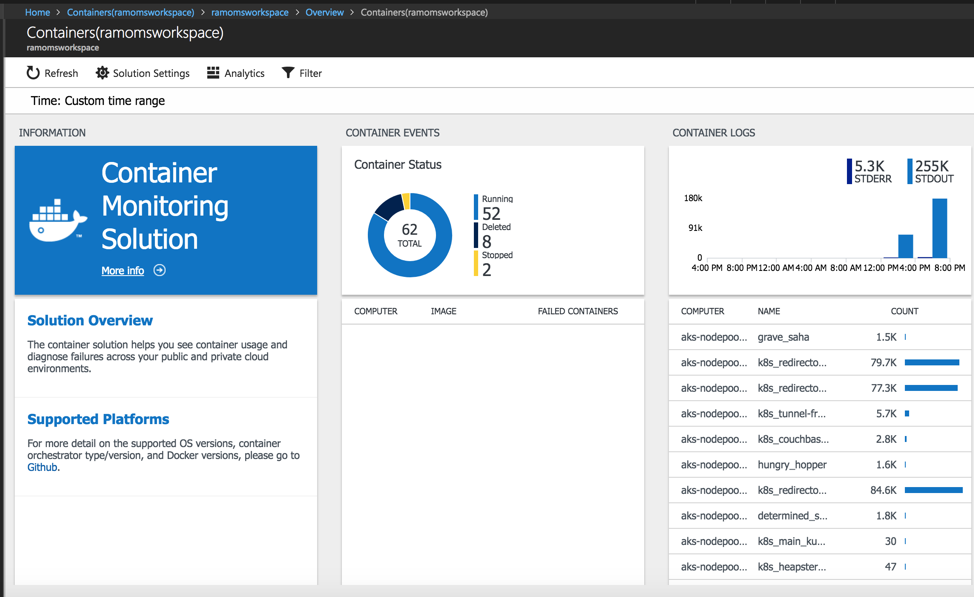 Home > Containers(ramomsworkspace) > ramomsworkspace > Overview > Containers(ramomsworkspace)
Containers(ramomsworkspace)
ramomsworkspace
Refresh Solution Settings Analytics Filter
Time: Custom time range
INFORMATION
Container
Monitoring
Solution
More info
Solution Overview
The container solution helps you see container usage and
diagnose failures across your public and private cloud
environments.
Supported Platforms
For more detail on the supported OS versions, container
orchestrator type/version, and Docker versions, please go to
Github.
CONTAINER EVENTS
Container Status
62
TOTAL
Running
52
Deleted
8
Stopped
2
COMPUTER IMAGE FAILED CONTAINERS
CONTAINER LOGS
5.3K
STDERR
255K
STDOUT
180k
91k
0
4:00 PM 8:00 PM 12:00 AM 4:00 AM 8:00 AM 12:00 PM 4:00 PM 8:00 PM
COMPUTER NAME COUNT
aks-nodepoo... grave_saha 1.5K
aks-nodepoo... k8s_redirecto... 79.7K
aks-nodepoo... k8s_redirecto... 77.3K
aks-nodepoo... k8s_tunnel-fr... 5.7K
aks-nodepoo... k8s_couchbas... 2.8K
aks-nodepoo... hungry_hopper 1.6K
aks-nodepoo... k8s_redirecto... 84.6K
aks-nodepoo... determined_s... 1.8K
aks-nodepoo... k8s_main_ku... 30
aks-nodepoo... k8s_heapster... 47